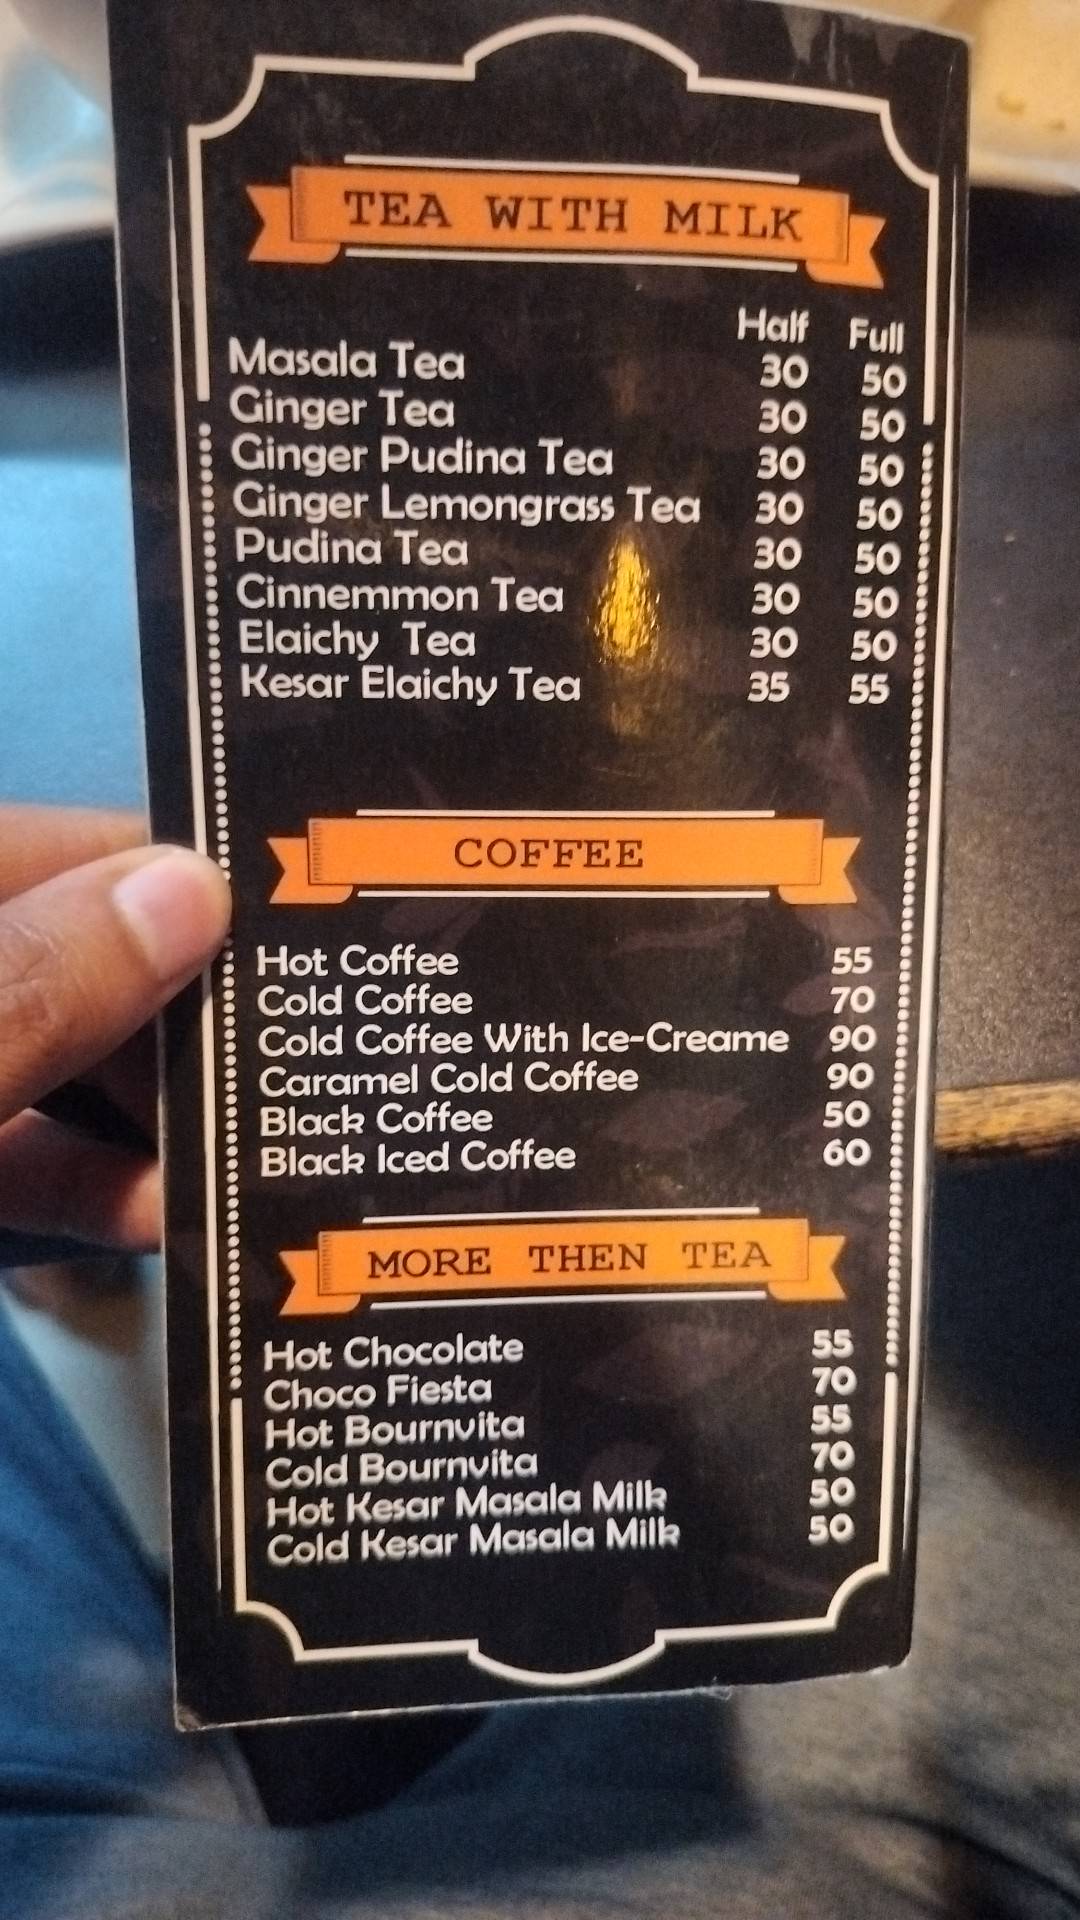 TEA WITH MILK
Half Full
Masala Tea 30 50
Ginger Tea 30 50
Ginger Pudina Tea 30 50
Ginger Lemongrass Tea 30 50
Pudina Tea 30 50
Cinnemmon Tea 30 50
Elaichy Tea 30 50
Kesar Elaichy Tea 35 55
COFFEE
Hot Coffee 55
Cold Coffee 70
Cold Coffee With Ice-Creame 90
Caramel Cold Coffee 90
Black Coffee 50
Black Iced Coffee 60
MORE THEN TEA
Hot Chocolate 55
Choco Fiesta 70
Hot Bournvita 55
Cold Bournvita 70
Hot Kesar Masala Milk 50
Cold Kesar Masala Milk 50